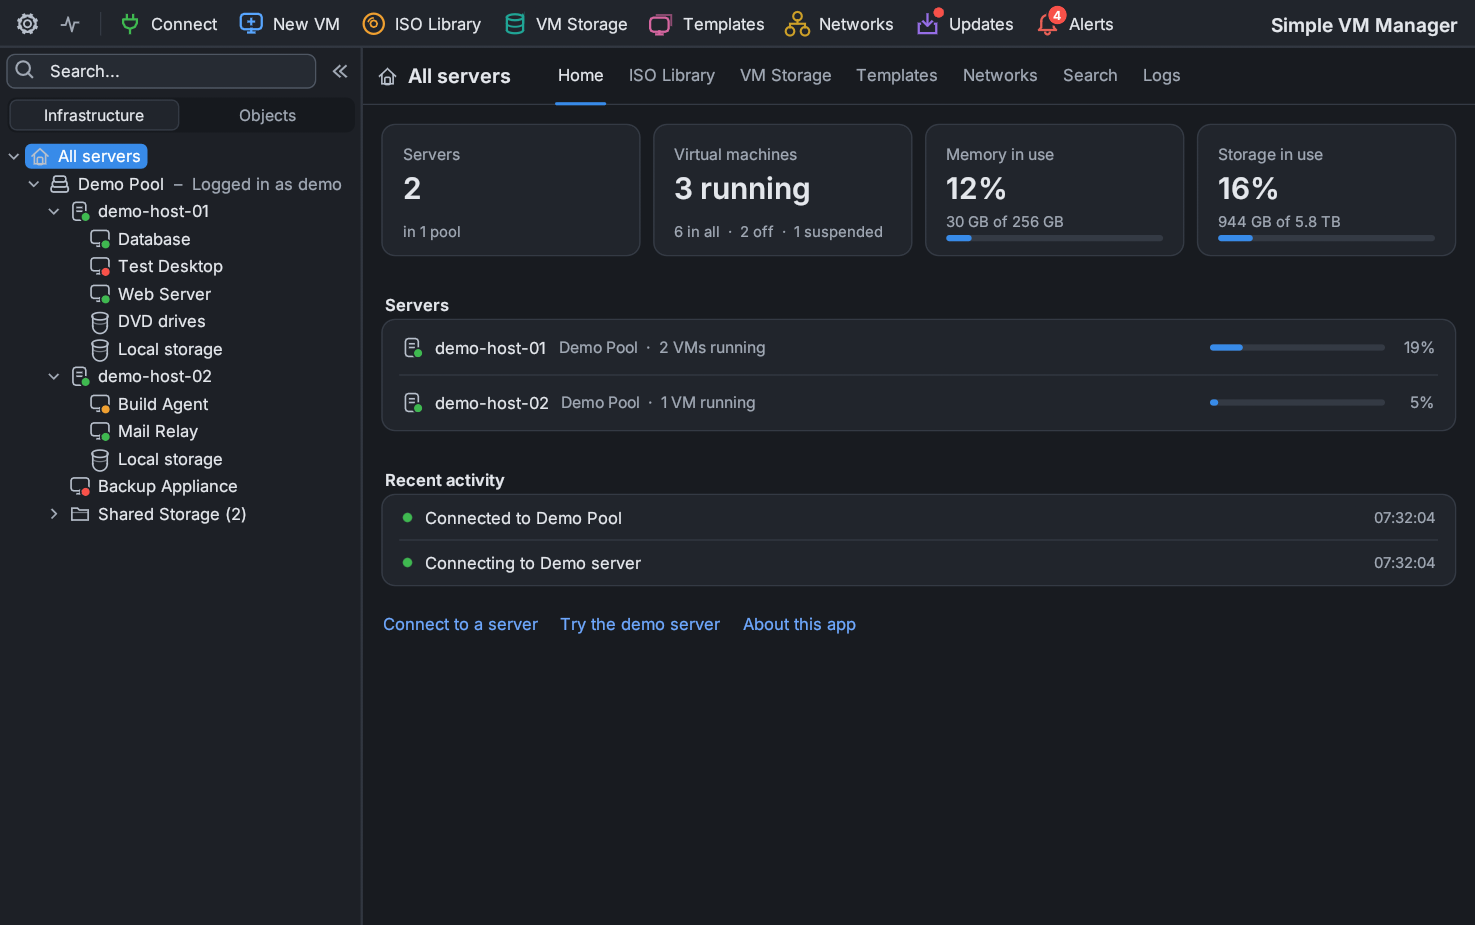 Connect
New VM
ISO Library
VM Storage
Templates
Networks
Updates
4
Alerts
Simple VM Manager
Search...
Infrastructure
Objects
All servers
Demo Pool – Logged in as demo
demo-host-01
Database
Test Desktop
Web Server
DVD drives
Local storage
demo-host-02
Build Agent
Mail Relay
Local storage
Backup Appliance
Shared Storage (2)
All servers
Home
ISO Library
VM Storage
Templates
Networks
Search
Logs
Servers
2
in 1 pool
Virtual machines
3 running
6 in all · 2 off · 1 suspended
Memory in use
12%
30 GB of 256 GB
Storage in use
16%
944 GB of 5.8 TB
Servers
demo-host-01 Demo Pool · 2 VMs running 19%
demo-host-02 Demo Pool · 1 VM running 5%
Recent activity
Connected to Demo Pool 07:32:04
Connecting to Demo server 07:32:04
Connect to a server
Try the demo server
About this app